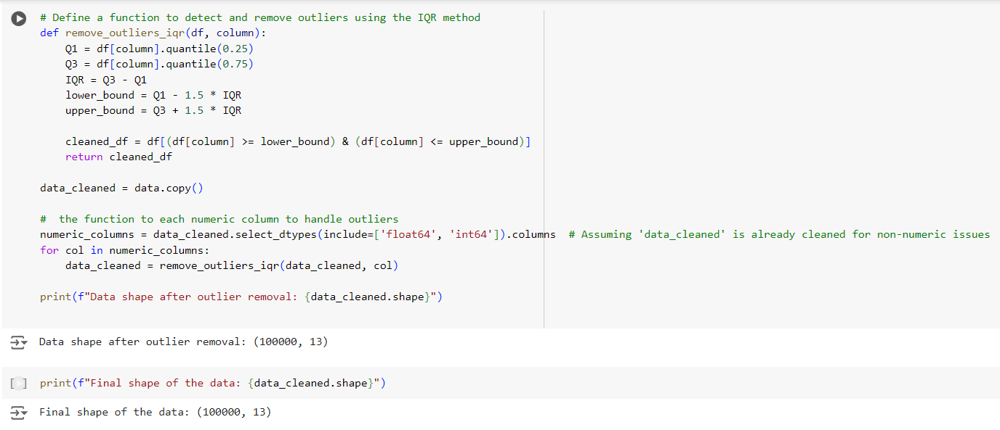 # Define a function to detect and remove outliers using the IQR method
def remove_outliers_iqr(df, column):
    Q1 = df[column].quantile(0.25)
    Q3 = df[column].quantile(0.75)
    IQR = Q3 - Q1
    lower_bound = Q1 - 1.5 * IQR
    upper_bound = Q3 + 1.5 * IQR

    cleaned_df = df[(df[column] >= lower_bound) & (df[column] <= upper_bound)]
    return cleaned_df

data_cleaned = data.copy()

#  the function to each numeric column to handle outliers
numeric_columns = data_cleaned.select_dtypes(include=['float64', 'int64']).columns  # Assuming 'data_cleaned' is already cleaned for non-numeric issues
for col in numeric_columns:
    data_cleaned = remove_outliers_iqr(data_cleaned, col)

print(f"Data shape after outlier removal: {data_cleaned.shape}")

Data shape after outlier removal: (100000, 13)

[ ] print(f"Final shape of the data: {data_cleaned.shape}")

Final shape of the data: (100000, 13)